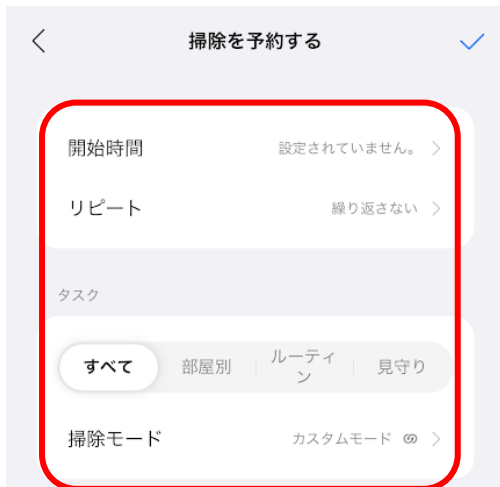 掃除を予約する
開始時間 設定されていません。
リピート 繰り返さない
タスク
すべて 部屋別 ルーティ
ン 見守り
掃除モード カスタムモード